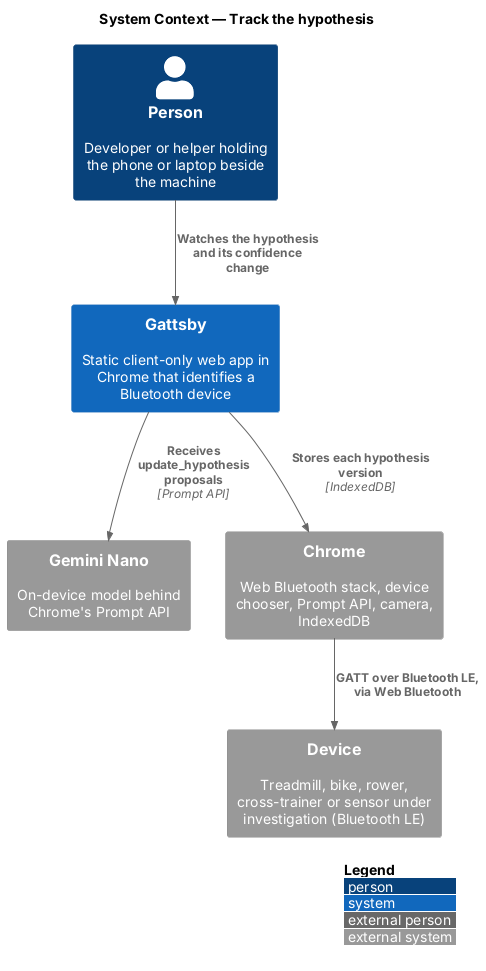 System Context — Track the hypothesis
Person
Developer or helper holding
the phone or laptop beside
the machine
Watches the hypothesis
and its confidence
change
Gattsby
Static client-only web app in
Chrome that identifies a
Bluetooth device
Receives
update_hypothesis
proposals
[Prompt API]
Stores each hypothesis
version
[IndexedDB]
Gemini Nano
On-device model behind
Chrome's Prompt API
Chrome
Web Bluetooth stack, device
chooser, Prompt API, camera,
IndexedDB
GATT over Bluetooth LE,
via Web Bluetooth
Device
Treadmill, bike, rower,
cross-trainer or sensor under
investigation (Bluetooth LE)
Legend
person
system
external person
external system